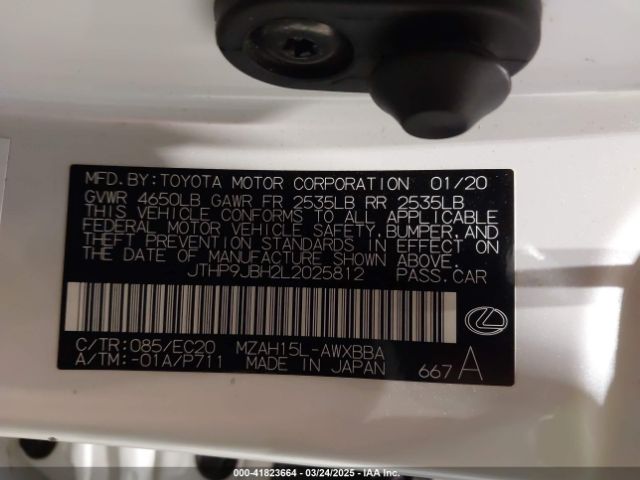 MFD. BY: TOYOTA MOTOR CORPORATION 01/20
GVWR 4650LB GAWR FR 2535LB RR 2535LB
THIS VEHICLE CONFORMS TO ALL APPLICABLE
FEDERAL MOTOR VEHICLE SAFETY, BUMPER, AND
THEFT PREVENTION STANDARDS IN EFFECT ON
THE DATE OF MANUFACTURE SHOWN ABOVE.
JTHP9JBH2L2025812 PASS. CAR
C/TR: 085/EC20 MZAH15L-AWXBBA
A/TM: -01A/P711 MADE IN JAPAN 667 A
000-41823664 - 03/24/2025 - IAA Inc.